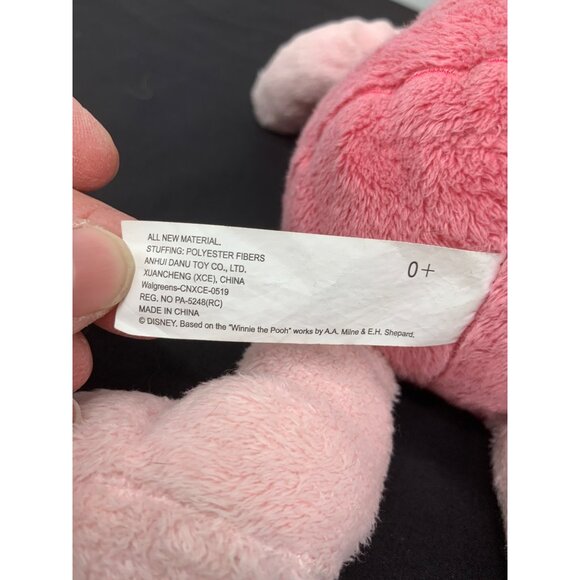 ALL NEW MATERIAL.
STUFFING: POLYESTER FIBERS
ANHUI DANU TOY CO., LTD.
XUANCHENG (XCE), CHINA
Walgreens-CNXCE-0519
REG. NO PA-5248(RC)
MADE IN CHINA
© DISNEY. Based on the "Winnie the Pooh" works by A.A. Milne & E.H. Shepard.
0+